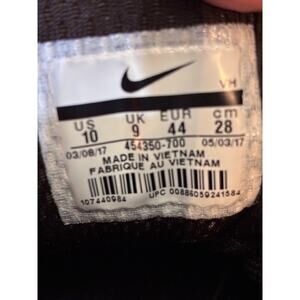 VH
US UK EUR cm
10 9 44 28
03/08/17 454350-700 05/03/17
MADE IN VIETNAM
FABRIQUE AU VIETNAM
107440984 UPC 00886059241584